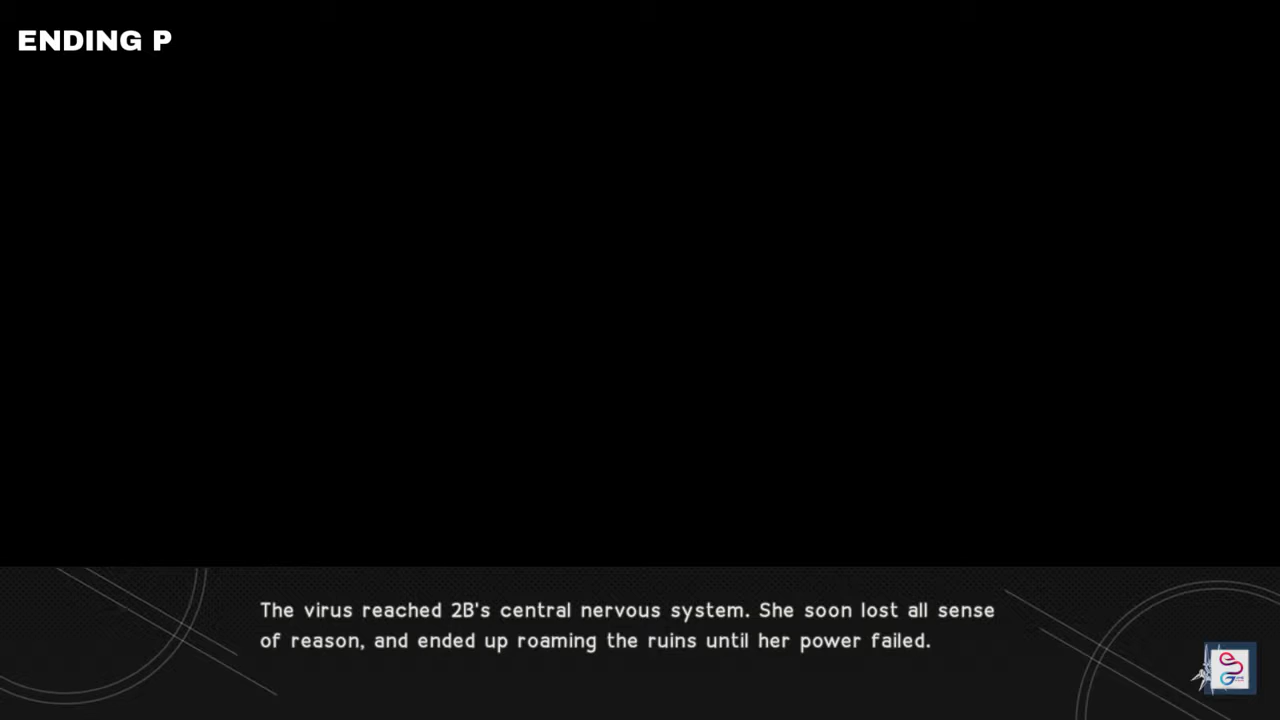 ENDING P
The virus reached 2B's central nervous system. She soon lost all sense
of reason, and ended up roaming the ruins until her power failed.